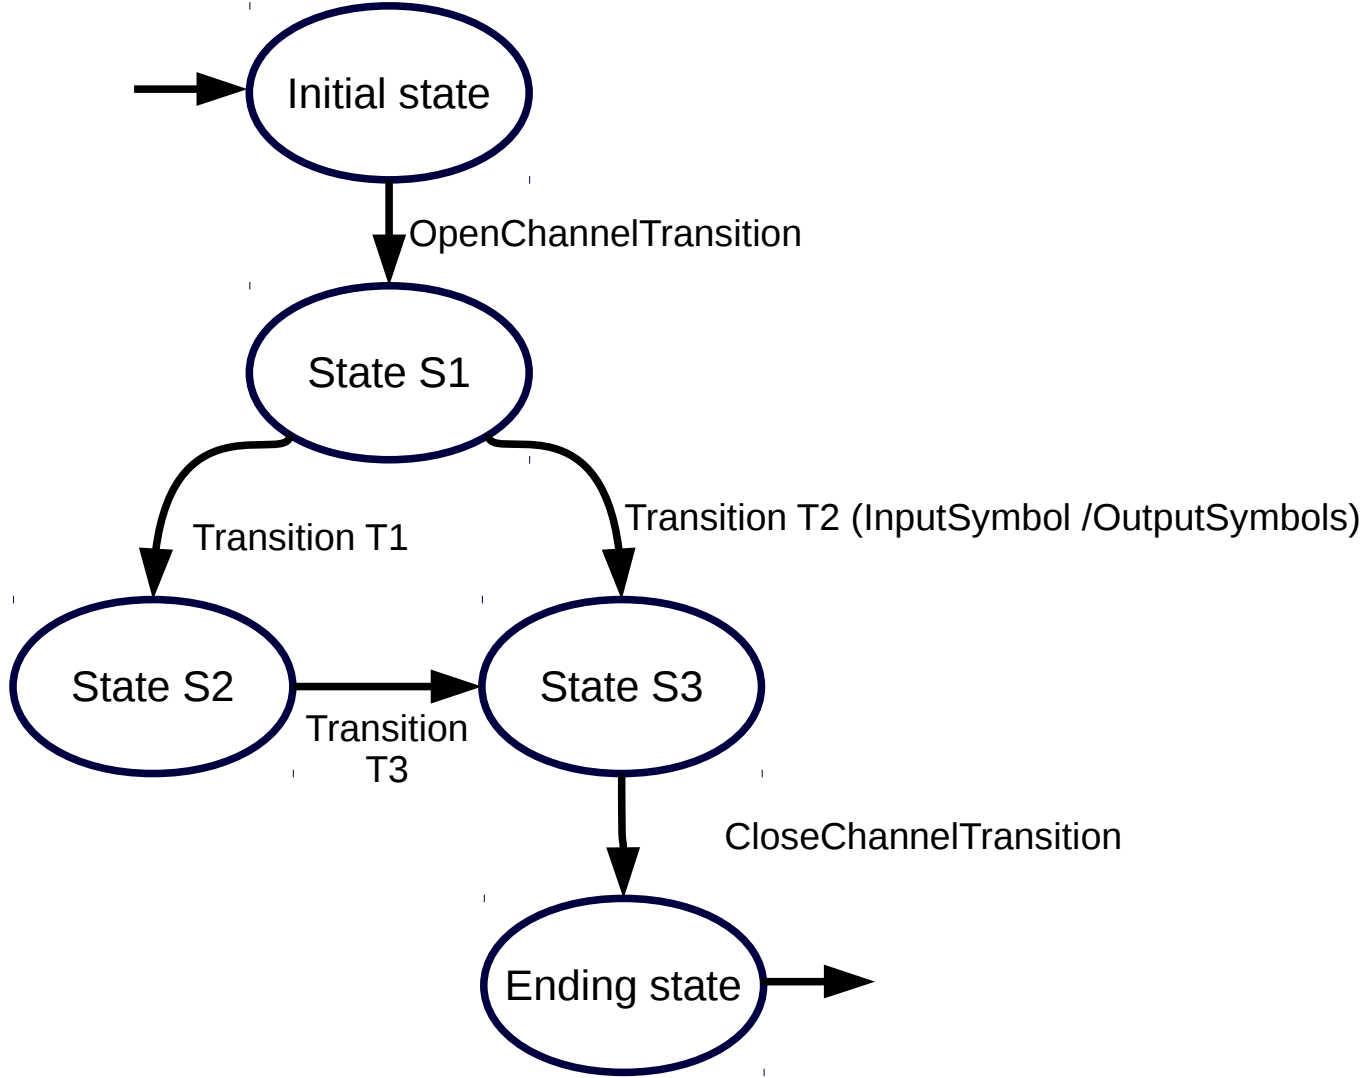 Initial state
OpenChannelTransition
State S1
Transition T1
Transition T2 (InputSymbol /OutputSymbols)
State S2
Transition
T3
State S3
CloseChannelTransition
Ending state